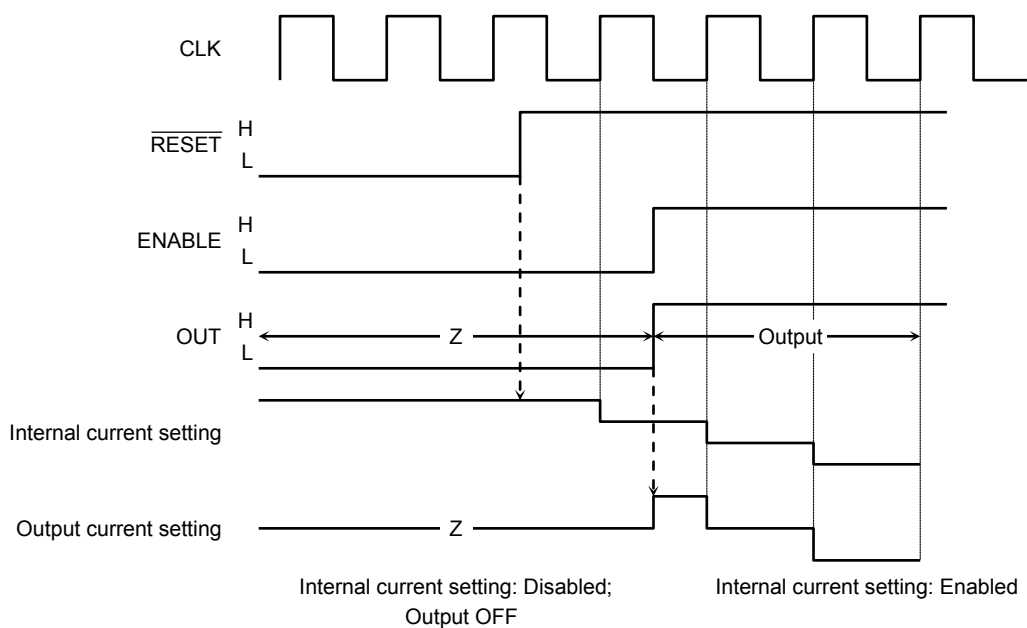 CLK
RESET
H
L
ENABLE
H
L
OUT
H
L
Z
Output
Internal current setting
Output current setting
Z
Internal current setting: Disabled;
Output OFF
Internal current setting: Enabled